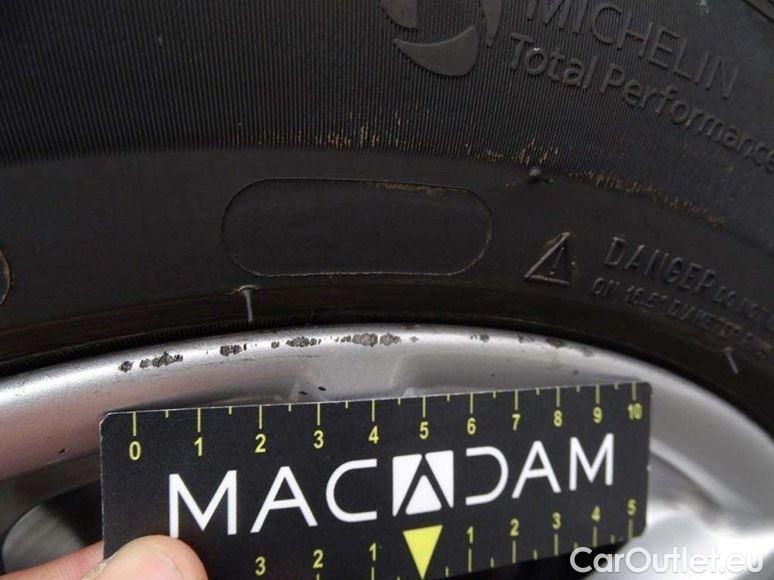 MICHELIN
Total Performance
DANGER
0 1 2 3 4 5 6 7 8 9 10
MACADAM
3 2 1 1 2 3 4 5
CarOutlet.eu